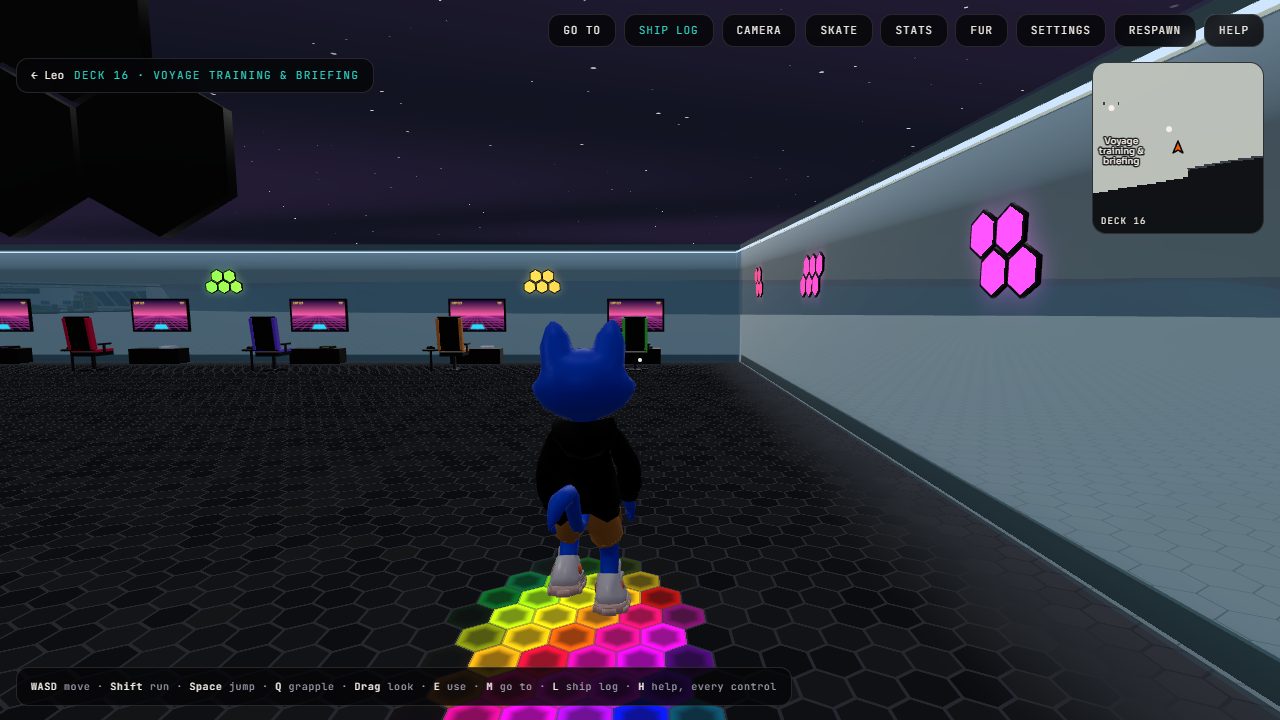 GO TO
SHIP LOG
CAMERA
SKATE
STATS
FUR
SETTINGS
RESPAWN
HELP
← Leo DECK 16 · VOYAGE TRAINING & BRIEFING
Voyage
training &
briefing
DECK 16
WASD move · Shift run · Space jump · Q grapple · Drag look · E use · M go to · L ship log · H help, every control